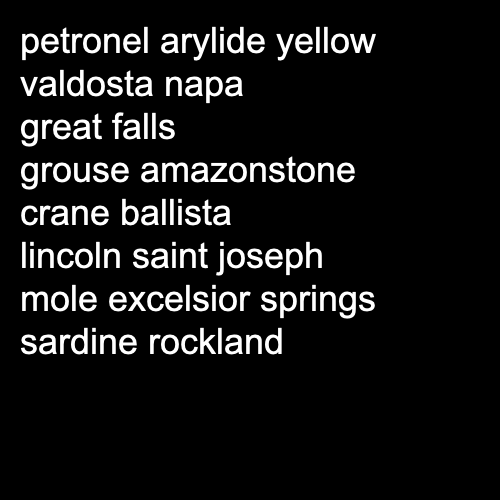 petronel arylide yellow
valdosta napa
great falls
grouse amazonstone
crane ballista
lincoln saint joseph
mole excelsior springs
sardine rockland